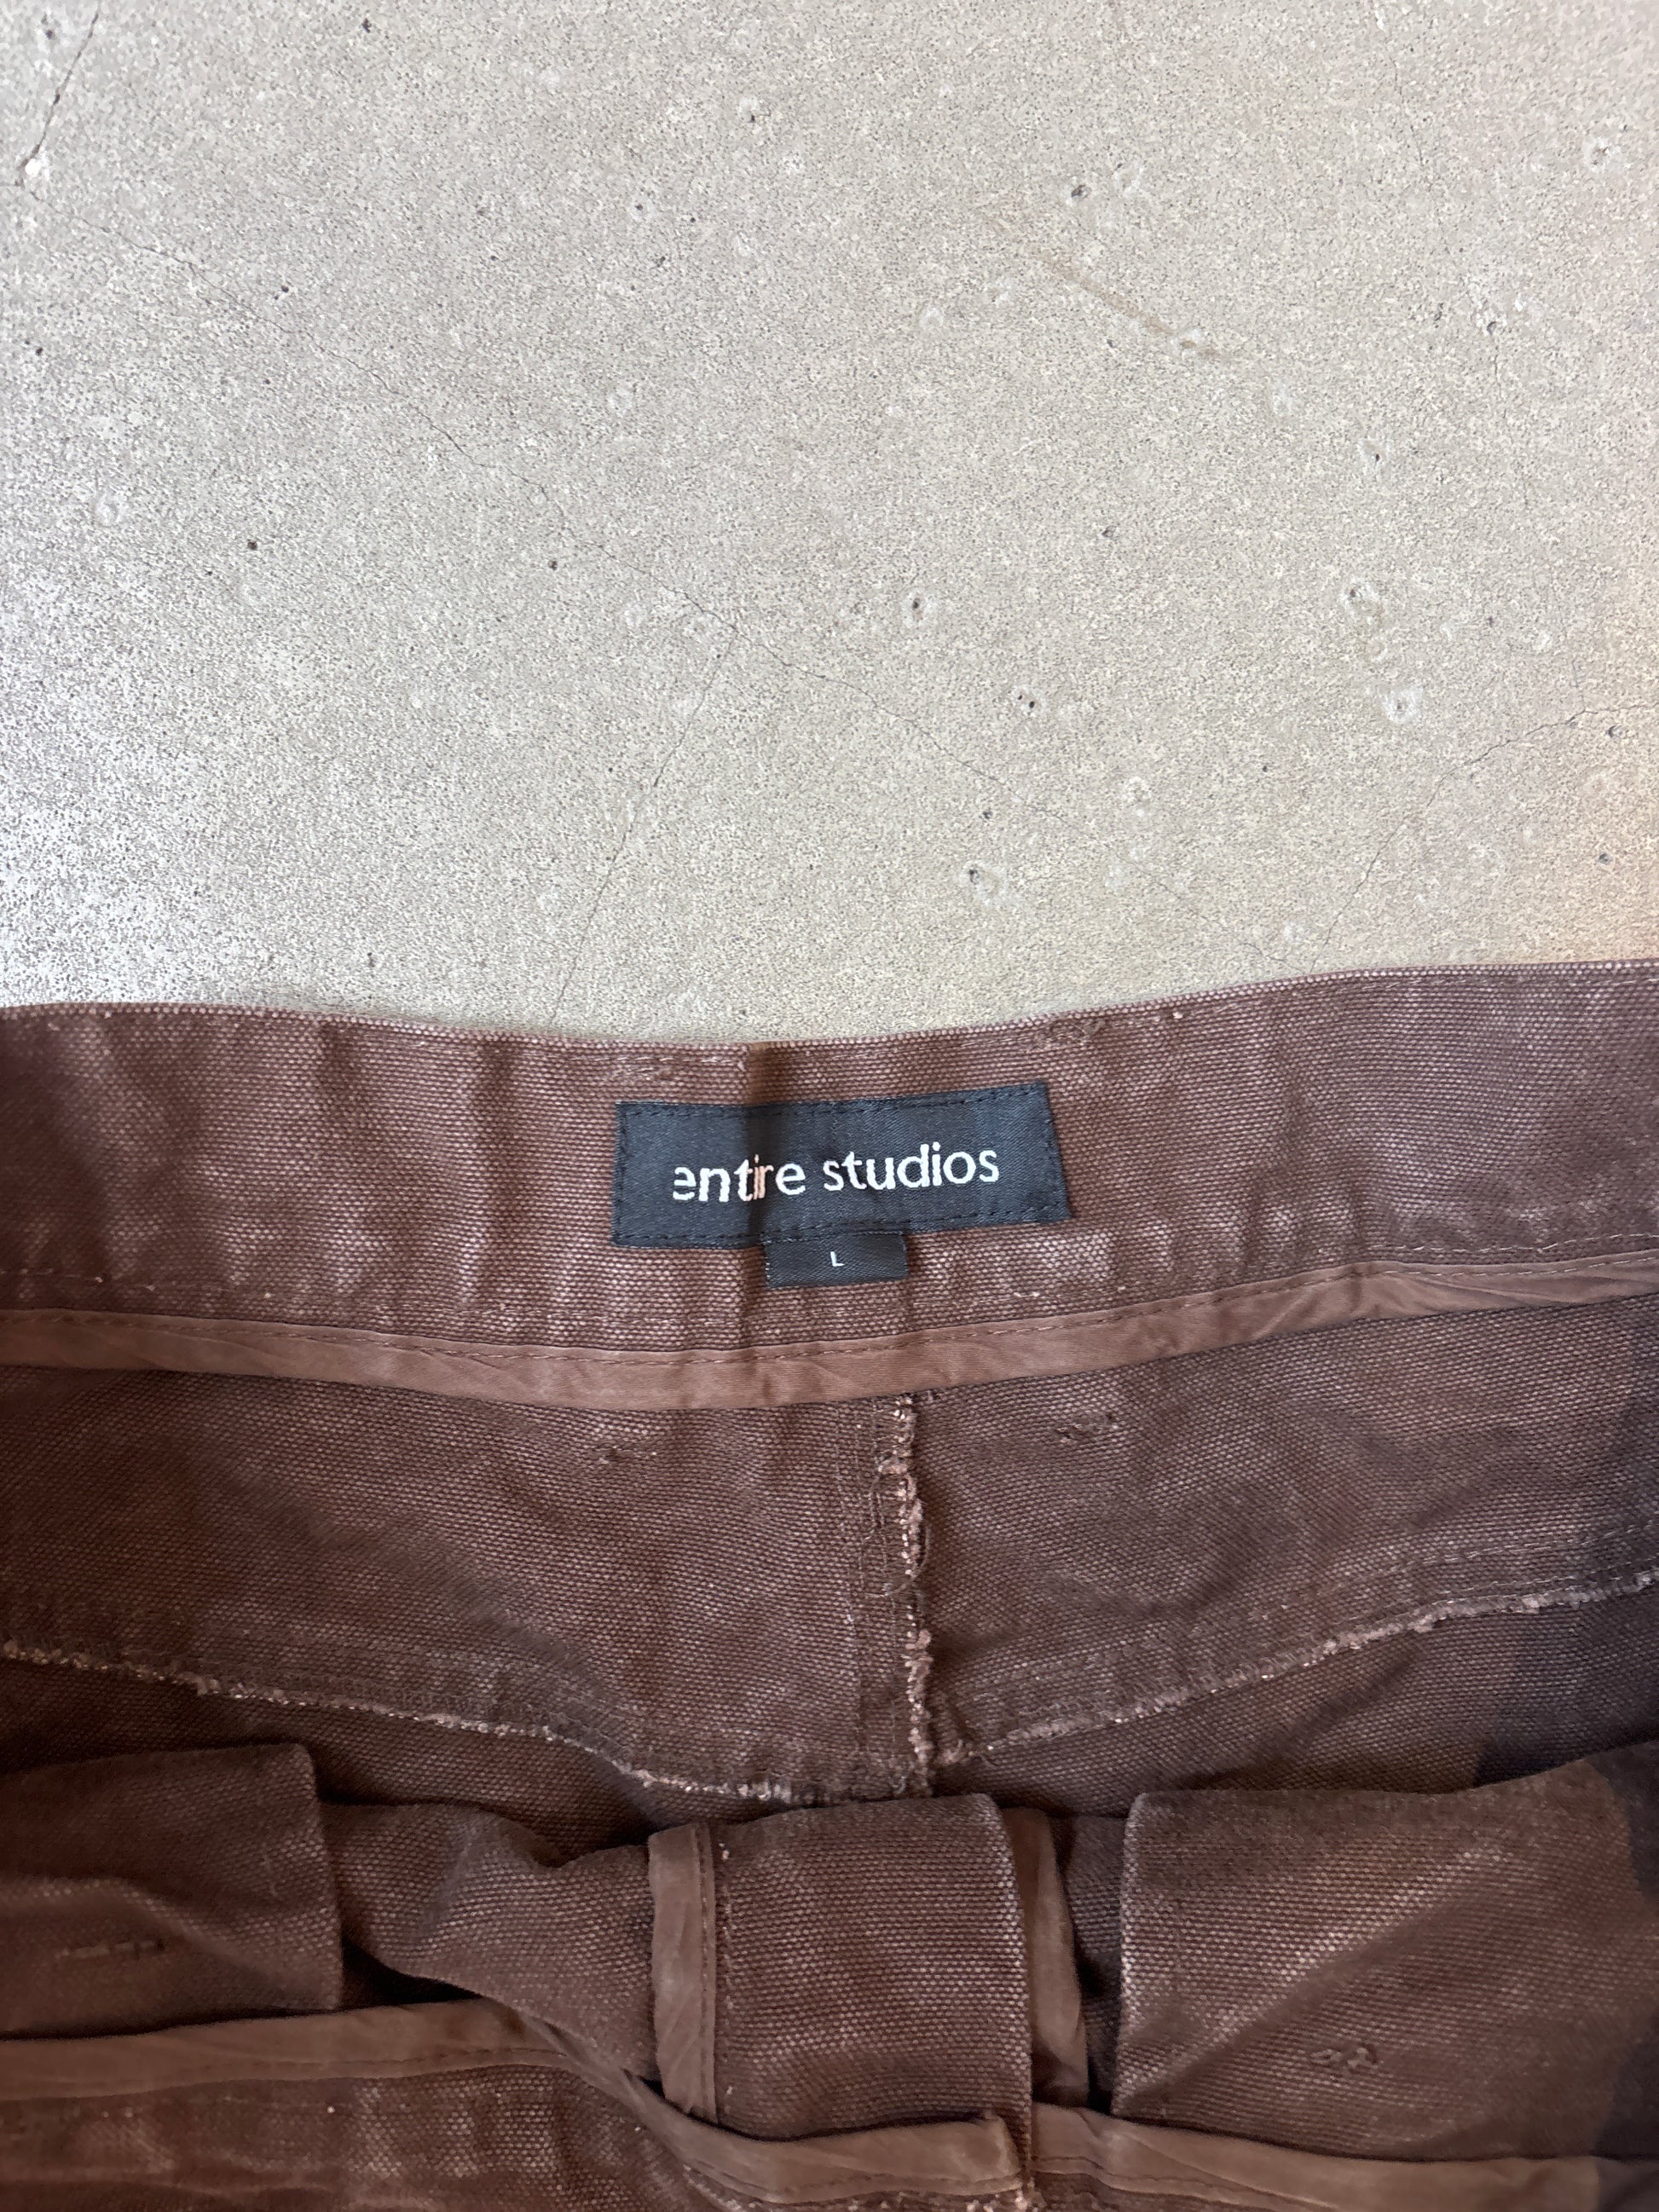 entire studios
L